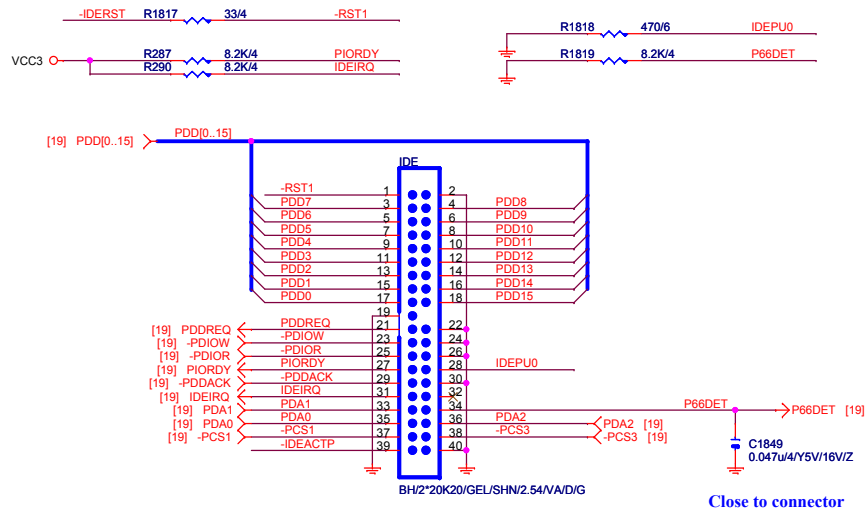 -IDERST R1817 33/4 -RST1
R1818 470/6 IDEPU0
VCC3 R287 8.2K/4 PIORDY
R290 8.2K/4 IDEIRQ
R1819 8.2K/4 P66DET
[19] PDD[0..15] PDD[0..15]
IDE
-RST1 1 2
PDD7 3 4 PDD8
PDD6 5 6 PDD9
PDD5 7 8 PDD10
PDD4 9 10 PDD11
PDD3 11 12 PDD12
PDD2 13 14 PDD13
PDD1 15 16 PDD14
PDD0 17 18 PDD15
19
[19] PDDREQ PDDREQ 21 22
[19] -PDIOW -PDIOW 23 24
[19] -PDIOR -PDIOR 25 26
[19] PIORDY PIORDY 27 28 IDEPU0
[19] -PDDACK -PDDACK 29 30
[19] IDEIRQ IDEIRQ 31 32
[19] PDA1 PDA1 33 34 P66DET P66DET [19]
[19] PDA0 PDA0 35 36 PDA2 PDA2 [19]
[19] -PCS1 -PCS1 37 38 -PCS3 -PCS3 [19]
-IDEACTP 39 40
C1849
0.047u/4/Y5V/16V/Z
BH/2*20K20/GEL/SHN/2.54/VA/D/G
Close to connector